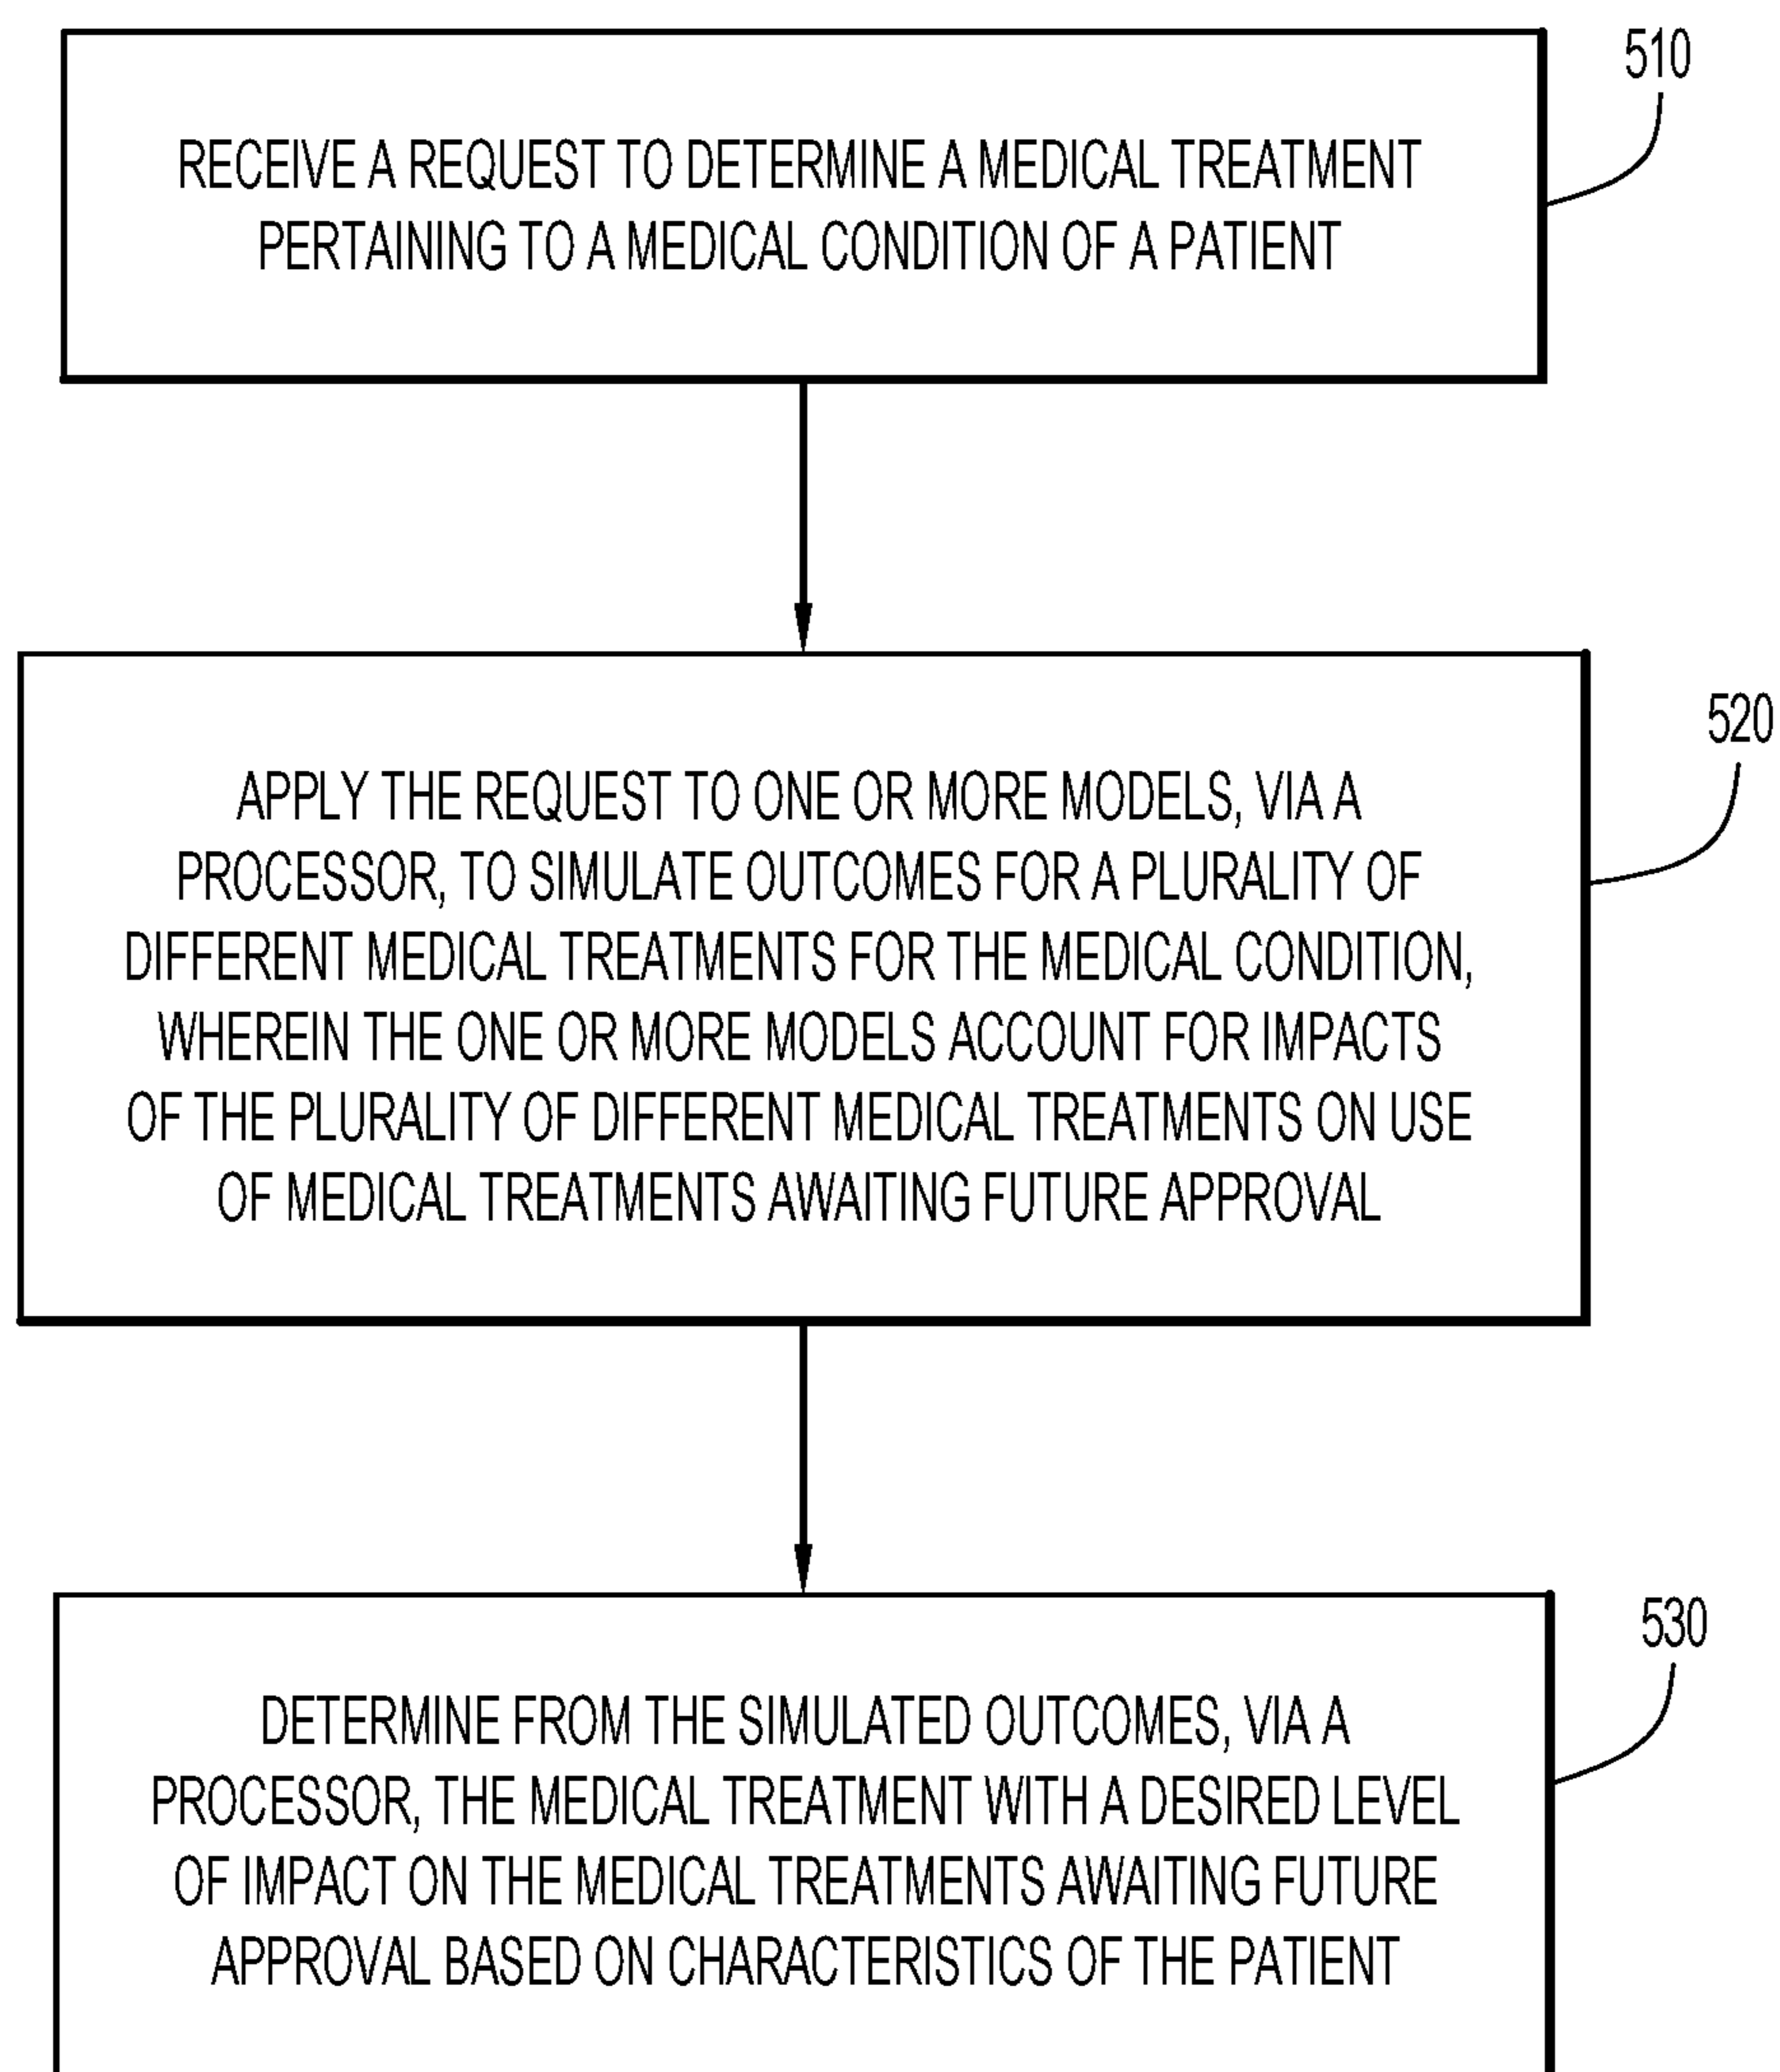 510
RECEIVE A REQUEST TO DETERMINE A MEDICAL TREATMENT
PERTAINING TO A MEDICAL CONDITION OF A PATIENT
520
APPLY THE REQUEST TO ONE OR MORE MODELS, VIA A
PROCESSOR, TO SIMULATE OUTCOMES FOR A PLURALITY OF
DIFFERENT MEDICAL TREATMENTS FOR THE MEDICAL CONDITION,
WHEREIN THE ONE OR MORE MODELS ACCOUNT FOR IMPACTS
OF THE PLURALITY OF DIFFERENT MEDICAL TREATMENTS ON USE
OF MEDICAL TREATMENTS AWAITING FUTURE APPROVAL
530
DETERMINE FROM THE SIMULATED OUTCOMES, VIA A
PROCESSOR, THE MEDICAL TREATMENT WITH A DESIRED LEVEL
OF IMPACT ON THE MEDICAL TREATMENTS AWAITING FUTURE
APPROVAL BASED ON CHARACTERISTICS OF THE PATIENT